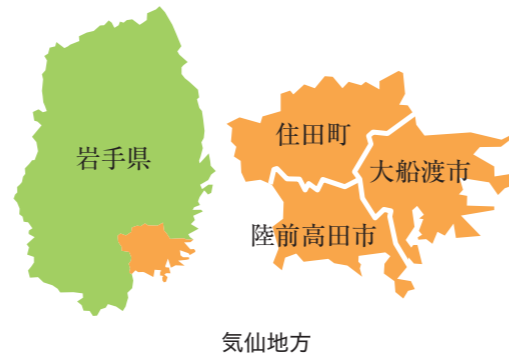 岩手県
住田町
大船渡市
陸前高田市
気仙地方